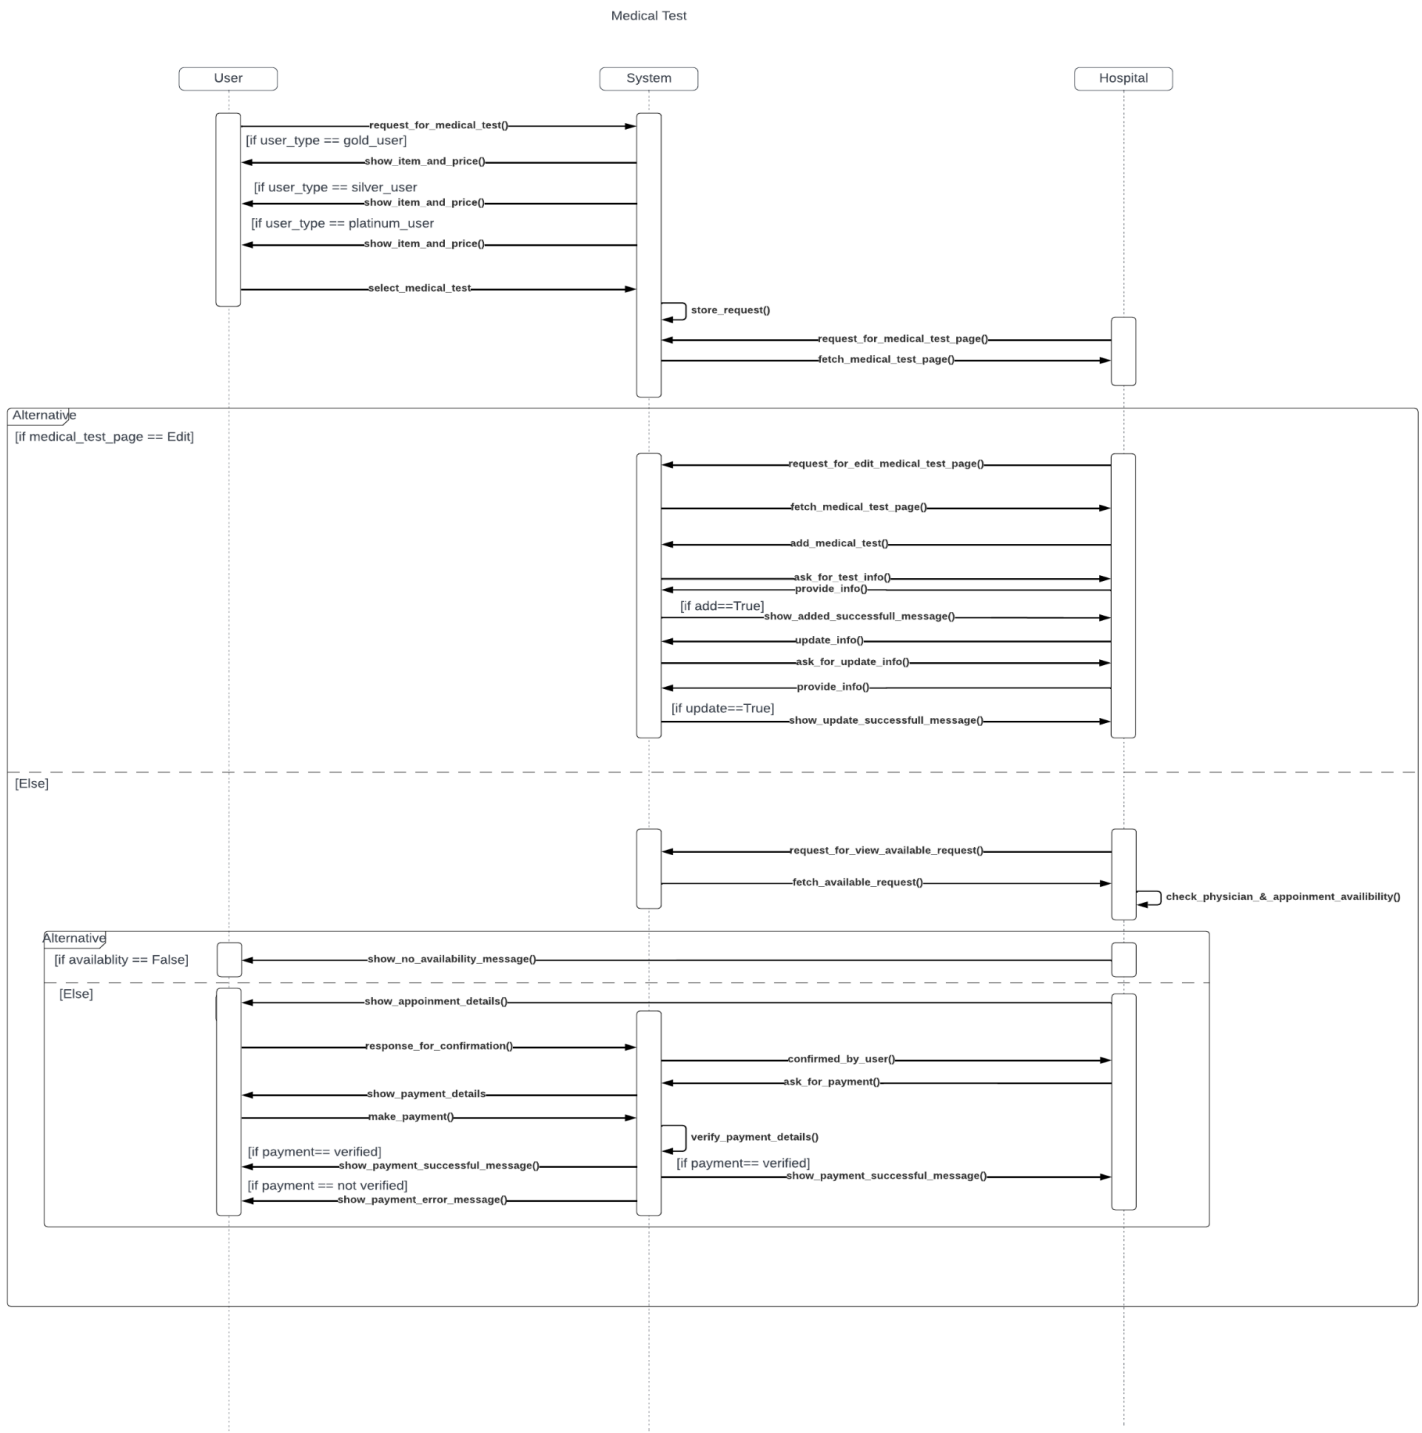 Medical Test
User
System
Hospital
request_for_medical_test()
[if user_type == gold_user]
show_item_and_price()
[if user_type == silver_user
show_item_and_price()
[if user_type == platinum_user
show_item_and_price()
select_medical_test
store_request()
request_for_medical_test_page()
fetch_medical_test_page()
Alternative
[if medical_test_page == Edit]
request_for_edit_medical_test_page()
fetch_medical_test_page()
add_medical_test()
ask_for_test_info()
provide_info()
[if add==True]
show_added_successfull_message()
update_info()
ask_for_update_info()
provide_info()
[if update==True]
show_update_successfull_message()
[Else]
request_for_view_available_request()
fetch_available_request()
check_physician_&_appoinment_availibility()
Alternative
[if availablity == False]
show_no_availability_message()
[Else]
show_appoinment_details()
response_for_confirmation()
confirmed_by_user()
ask_for_payment()
show_payment_details
make_payment()
verify_payment_details()
[if payment== verified]
[if payment== verified]
show_payment_successful_message()
show_payment_successful_message()
[if payment == not verified]
show_payment_error_message()